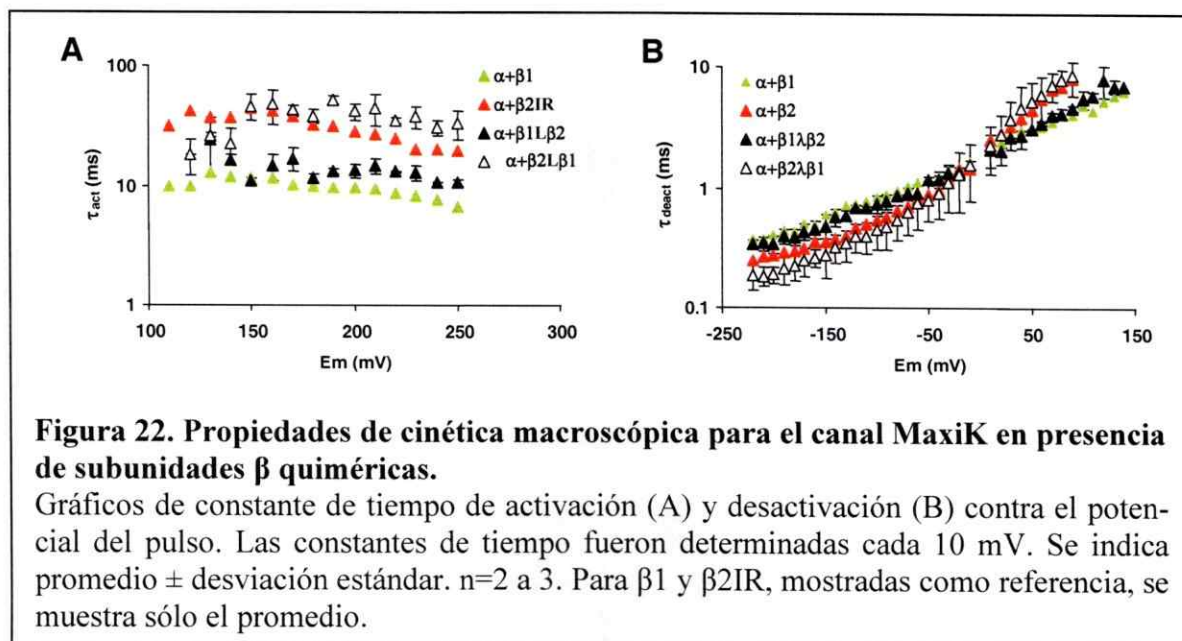 A
100
10
1
100
150
200
250
300
τact (ms)
Em (mV)
α+β1
α+β2IR
α+β1Lβ2
α+β2Lβ1
B
10
1
0.1
-250
-150
-50
50
150
τdeact (ms)
Em (mV)
α+β1
α+β2
α+β1λβ2
α+β2λβ1
Figura 22. Propiedades de cinética macroscópica para el canal MaxiK en presencia
de subunidades β quiméricas.
Gráficos de constante de tiempo de activación (A) y desactivación (B) contra el poten-
cial del pulso. Las constantes de tiempo fueron determinadas cada 10 mV. Se indica
promedio ± desviación estándar. n=2 a 3. Para β1 y β2IR, mostradas como referencia, se
muestra sólo el promedio.